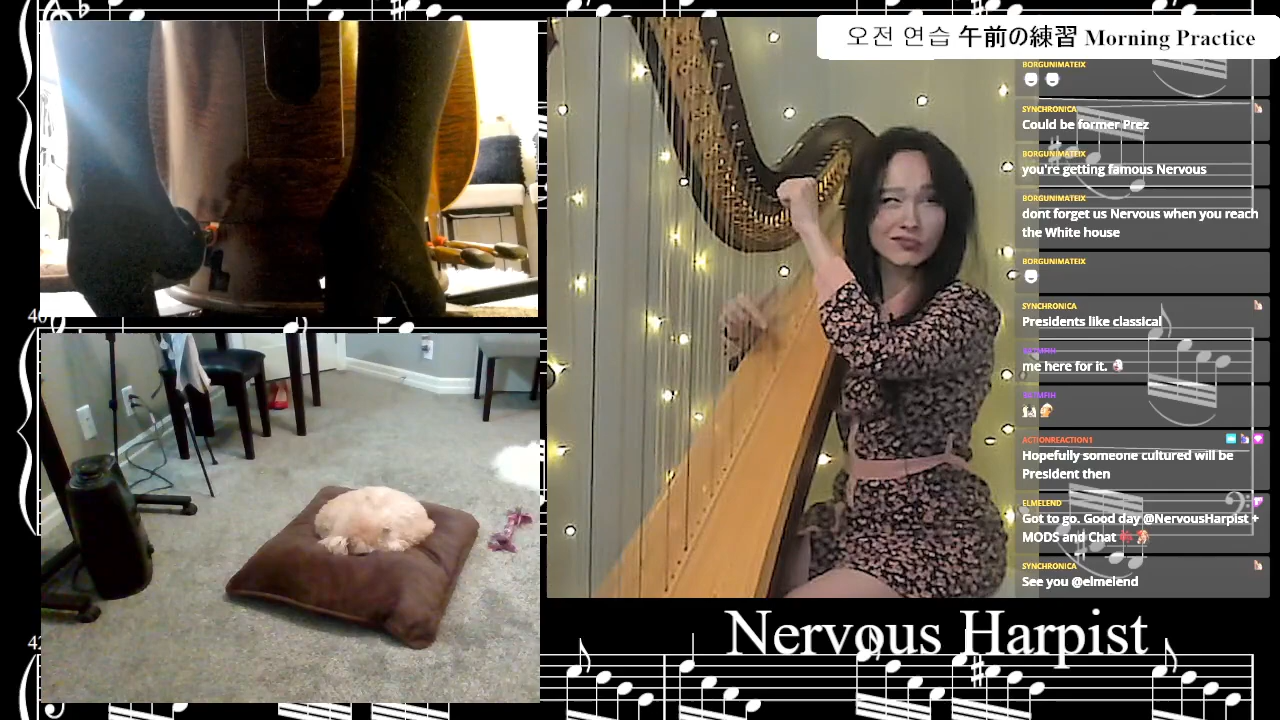 오전 연습 午前の練習 Morning Practice
BORGUNIMATEIX
SYNCHRONICA
Could be former Prez
BORGUNIMATEIX
you're getting famous Nervous
BORGUNIMATEIX
dont forget us Nervous when you reach
the White house
BORGUNIMATEIX
SYNCHRONICA
Presidents like classical
me here for it.
ACTIONREACTION1
Hopefully someone cultured will be
President then
ELMELEND
Got to go. Good day @NervousHarpist +
MODS and Chat
SYNCHRONICA
See you @elmelend
40
42
Nervous Harpist